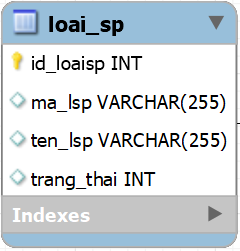 loai_sp
id_loaisp INT
ma_lsp VARCHAR(255)
ten_lsp VARCHAR(255)
trang_thai INT
Indexes